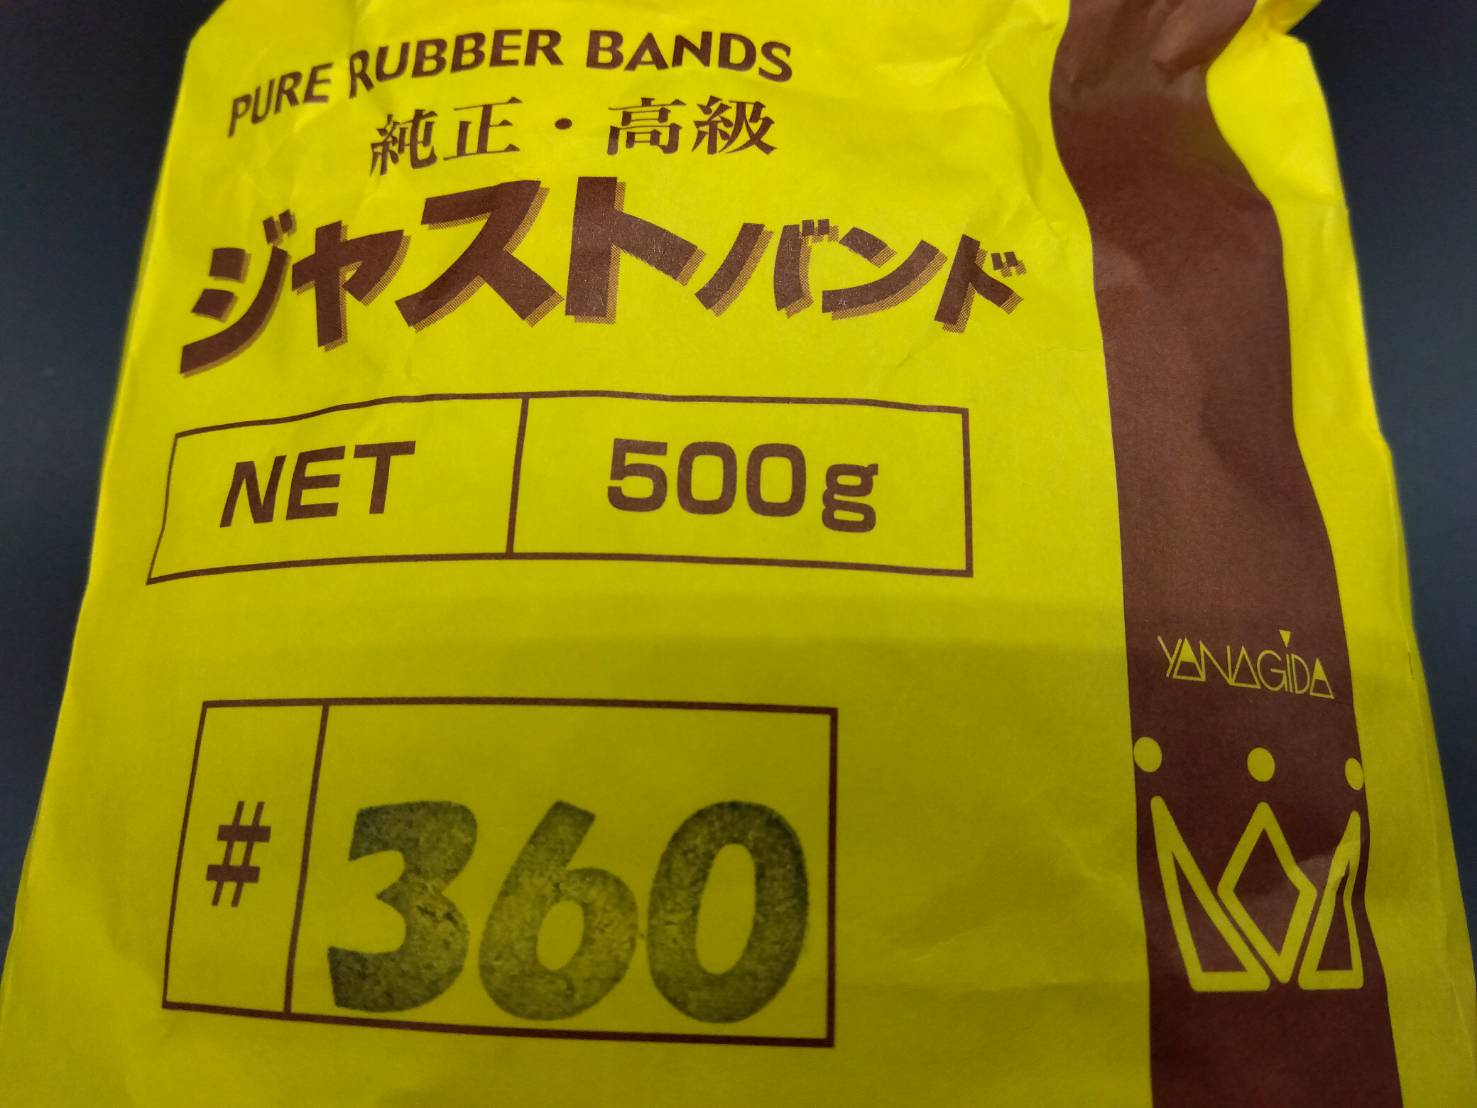 PURE RUBBER BANDS
純正・高級
ジャストバンド
NET 500g
# 360
YANAGIDA